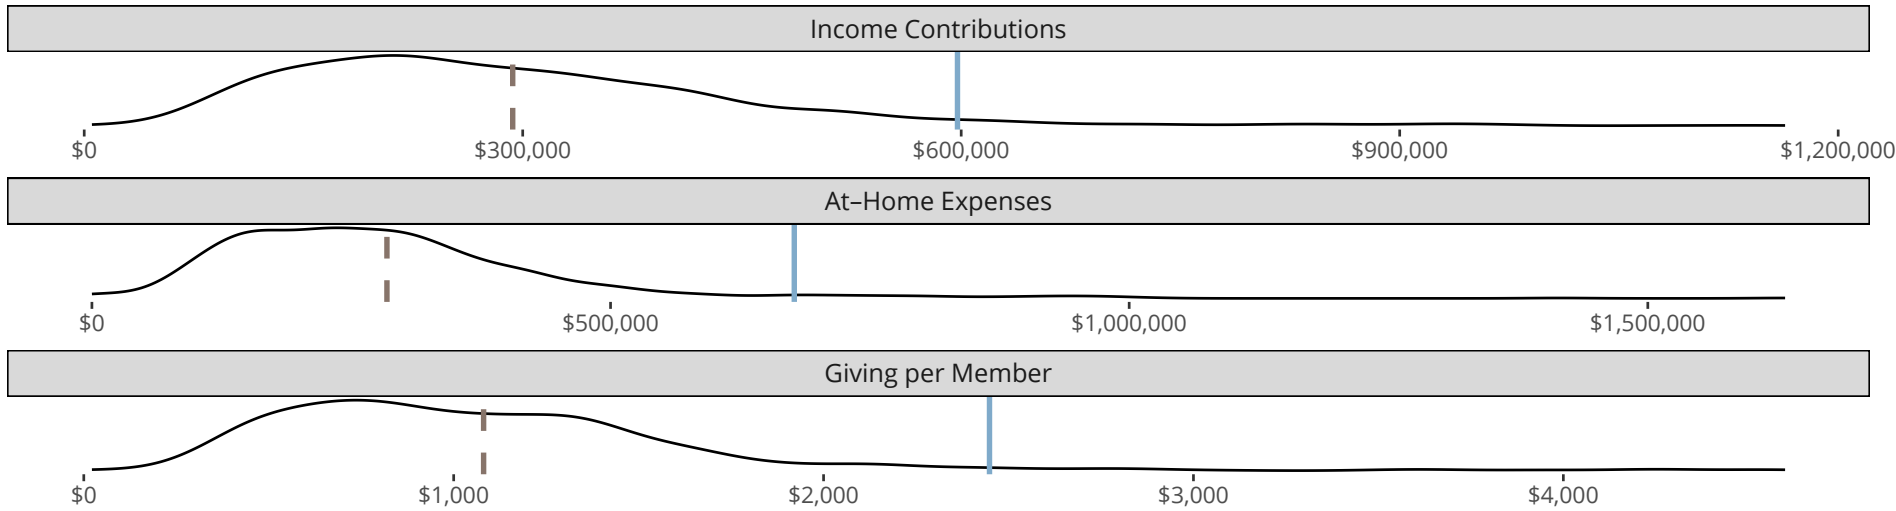 Income Contributions
$0 $300,000 $600,000 $900,000 $1,200,000
At–Home Expenses
$0 $500,000 $1,000,000 $1,500,000
Giving per Member
$0 $1,000 $2,000 $3,000 $4,000